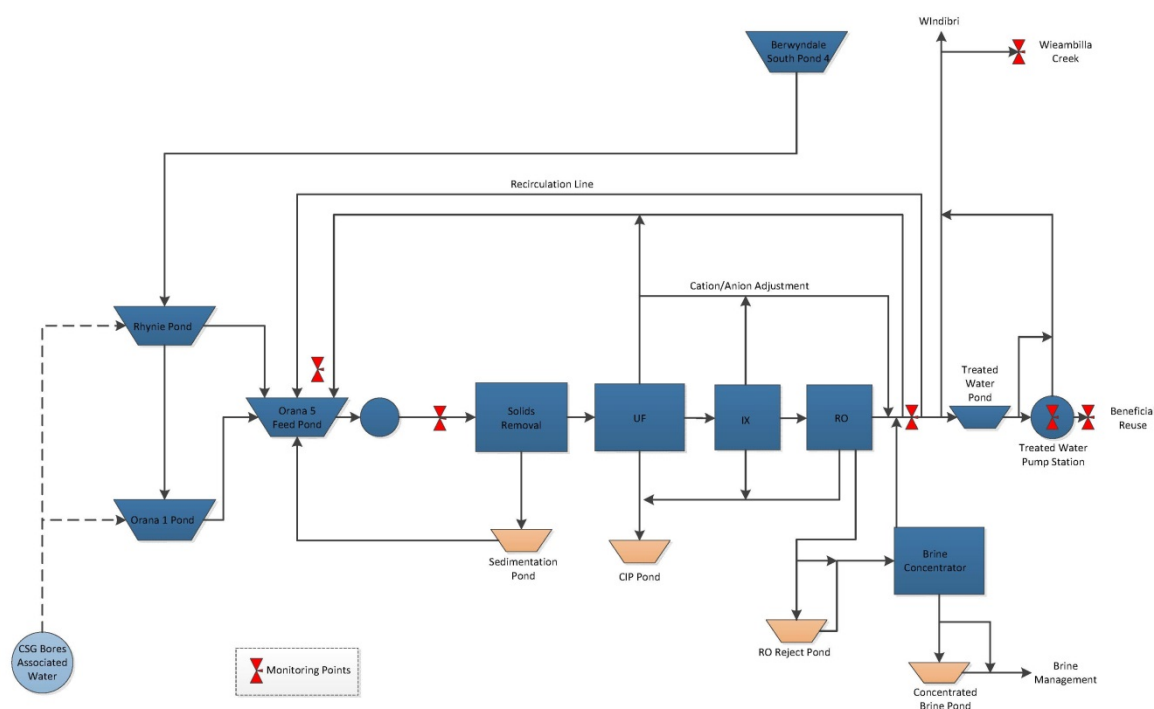 WIndibri
Berwyndale
South Pond 4
Wieambilla
Creek
Recirculation Line
Cation/Anion Adjustment
Rhynie Pond
Treated
Water
Pond
Orana 5
Feed Pond
Solids
Removal
UF
IX
RO
Beneficia
Reuse
Treated Water
Pump Station
Orana 1 Pond
Sedimentation
Pond
CIP Pond
Brine
Concentrator
RO Reject Pond
CSG Bores
Associated
Water
Monitoring Points
Brine
Management
Concentrated
Brine Pond